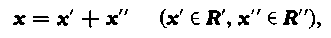 x = x′ + x″ (x′ ∈ R′, x″ ∈ R″),